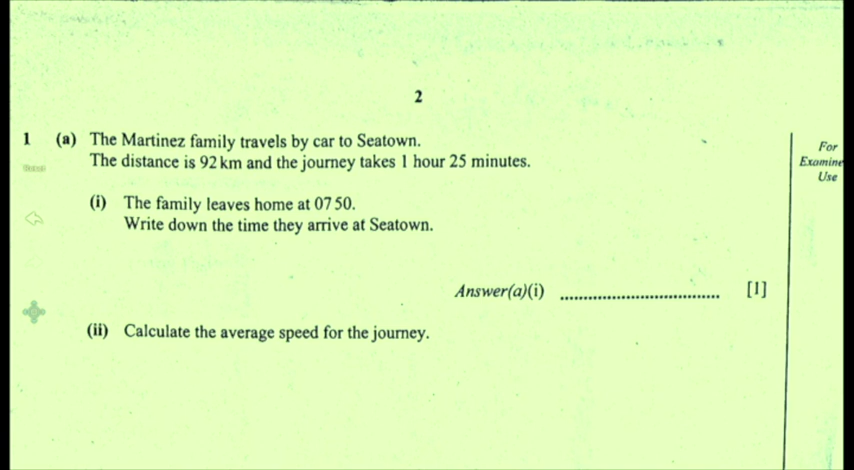 2
1 (a) The Martinez family travels by car to Seatown.
The distance is 92 km and the journey takes 1 hour 25 minutes.
(i) The family leaves home at 07 50.
Write down the time they arrive at Seatown.
Answer(a)(i) ................................ [1]
(ii) Calculate the average speed for the journey.
For
Examine
Use